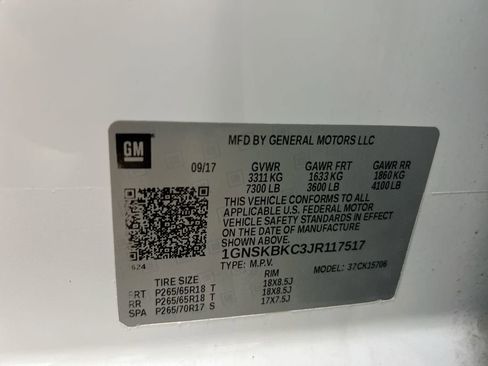 GM
MFD BY GENERAL MOTORS LLC
09/17 GVWR GAWR FRT GAWR RR
3311 KG 1633 KG 1860 KG
7300 LB 3600 LB 4100 LB
THIS VEHICLE CONFORMS TO ALL
APPLICABLE U.S. FEDERAL MOTOR
VEHICLE SAFETY STANDARDS IN EFFECT
ON THE DATE OF MANUFACTURE
SHOWN ABOVE.
1GNSKBKC3JR117517
TYPE: M.P.V. MODEL: 37CK15706
624
TIRE SIZE RIM
FRT P265/65R18 T 18X8.5J
RR P265/65R18 T 18X8.5J
SPA P265/70R17 S 17X7.5J